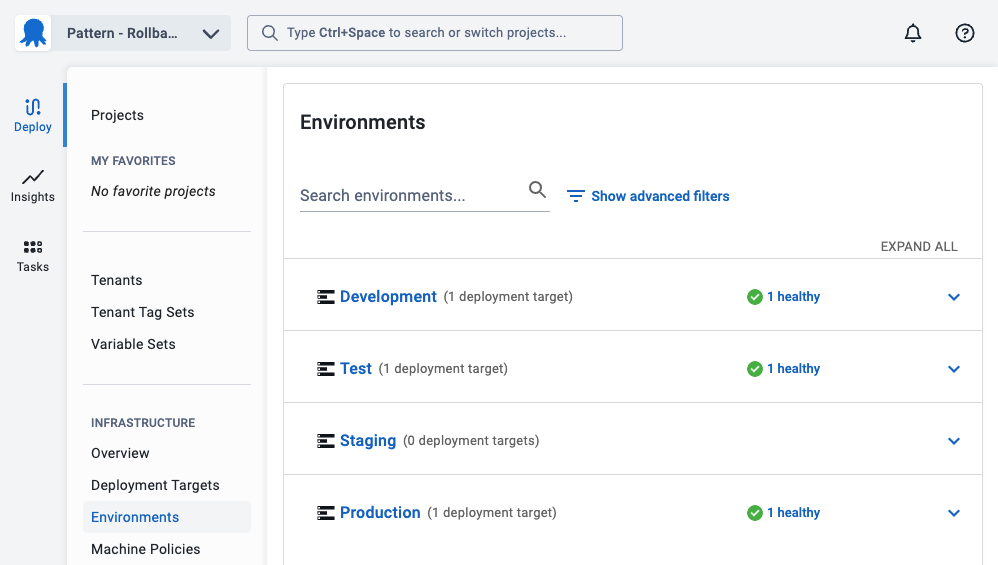 Pattern - Rollba...
Type Ctrl+Space to search or switch projects...
Deploy
Insights
Tasks
Projects
MY FAVORITES
No favorite projects
Tenants
Tenant Tag Sets
Variable Sets
INFRASTRUCTURE
Overview
Deployment Targets
Environments
Machine Policies
Environments
Search environments...
Show advanced filters
EXPAND ALL
Development (1 deployment target) 1 healthy
Test (1 deployment target) 1 healthy
Staging (0 deployment targets)
Production (1 deployment target) 1 healthy